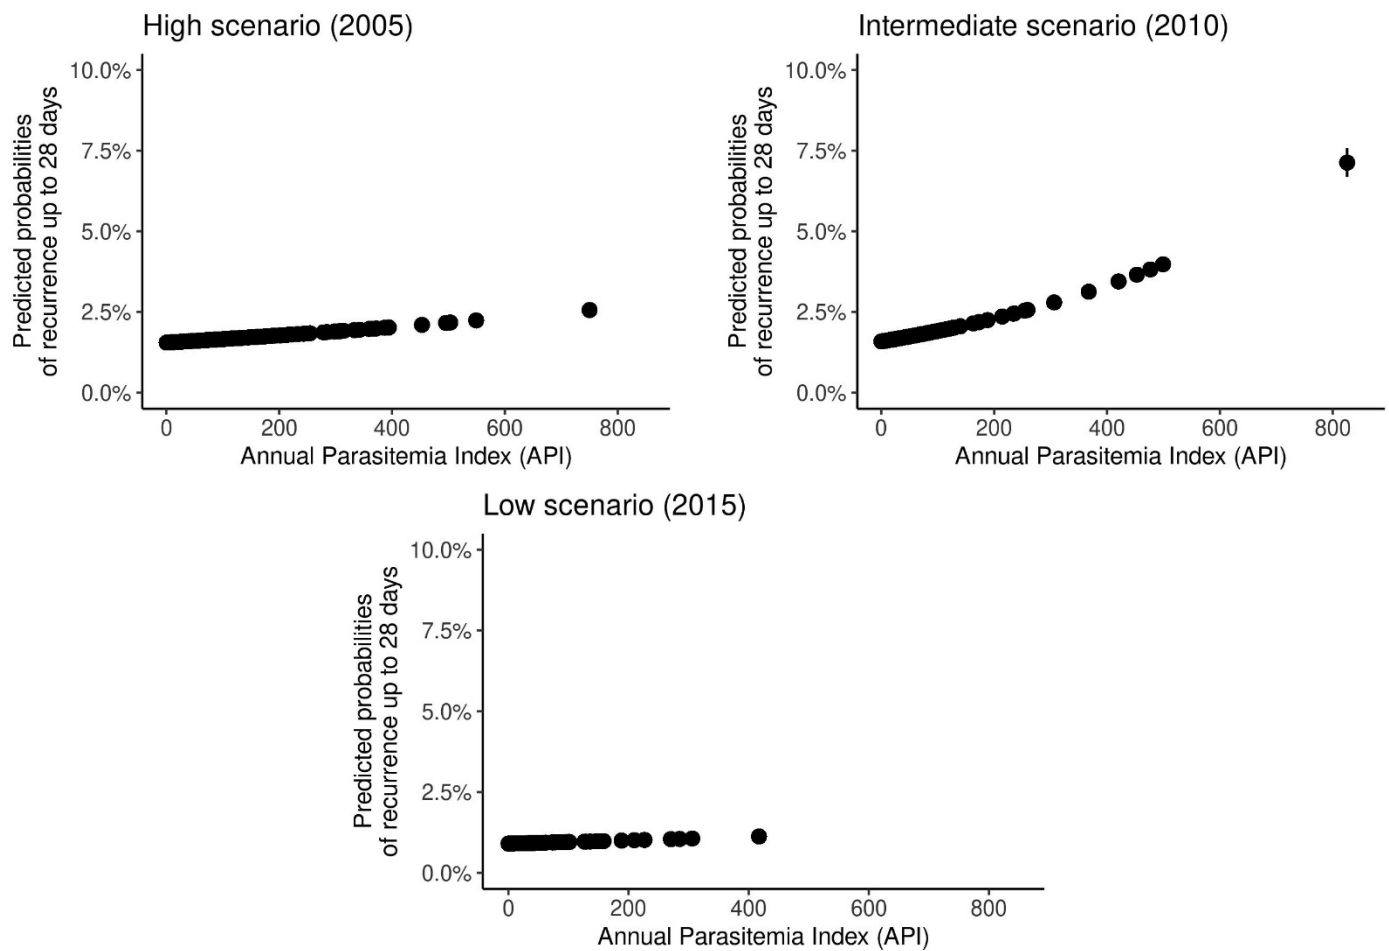 High scenario (2005)
Predicted probabilities
of recurrence up to 28 days
10.0%
7.5%
5.0%
2.5%
0.0%
0 200 400 600 800
Annual Parasitemia Index (API)
Intermediate scenario (2010)
Predicted probabilities
of recurrence up to 28 days
10.0%
7.5%
5.0%
2.5%
0.0%
0 200 400 600 800
Annual Parasitemia Index (API)
Low scenario (2015)
Predicted probabilities
of recurrence up to 28 days
10.0%
7.5%
5.0%
2.5%
0.0%
0 200 400 600 800
Annual Parasitemia Index (API)